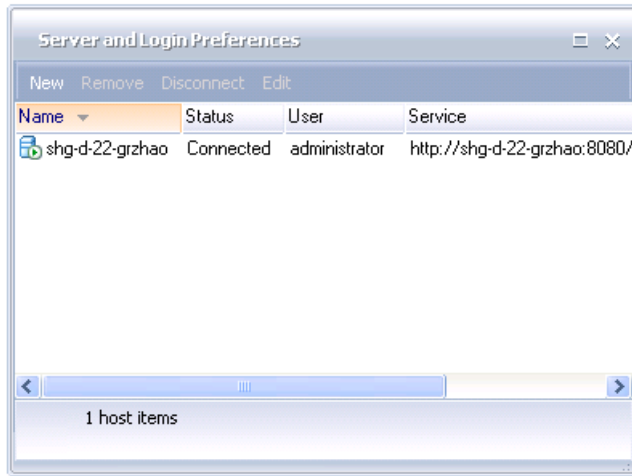 Server and Login Preferences
New Remove Disconnect Edit
Name Status User Service
shg-d-22-grzhao Connected administrator http://shg-d-22-grzhao:8080/
1 host items